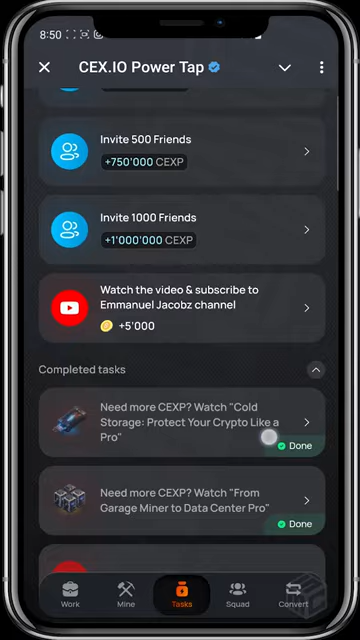 8:50
CEX.IO Power Tap
Invite 500 Friends
+750'000 CEXP
Invite 1000 Friends
+1'000'000 CEXP
Watch the video & subscribe to
Emmanuel Jacobz channel
+5'000
Completed tasks
Need more CEXP? Watch "Cold
Storage: Protect Your Crypto Like a
Pro"
Done
Need more CEXP? Watch "From
Garage Miner to Data Center Pro"
Done
Work
Mine
Tasks
Squad
Convert